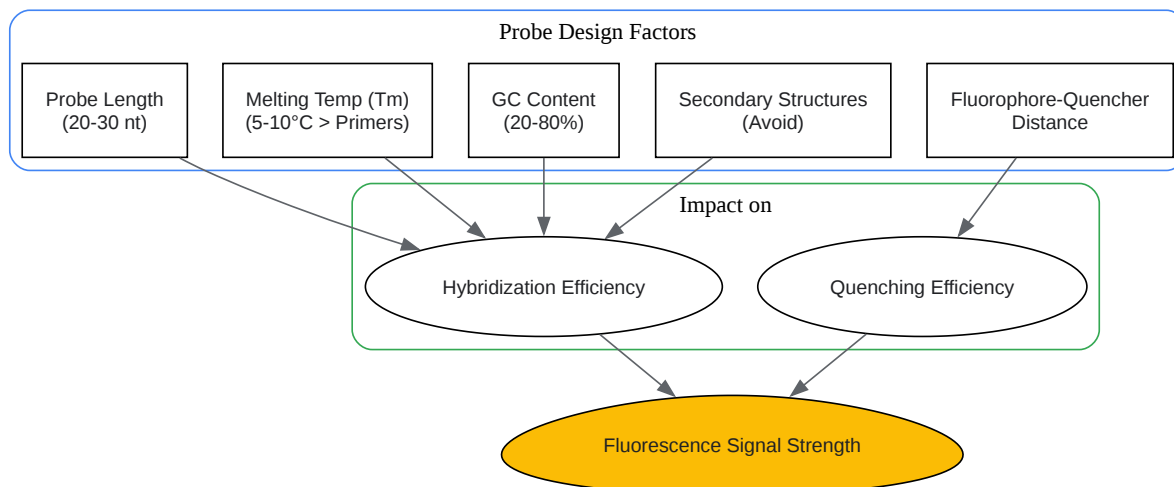 Probe Design Factors
Probe Length
(20-30 nt)
Melting Temp (Tm)
(5-10°C > Primers)
GC Content
(20-80%)
Secondary Structures
(Avoid)
Fluorophore-Quencher
Distance
Impact on
Hybridization Efficiency
Quenching Efficiency
Fluorescence Signal Strength